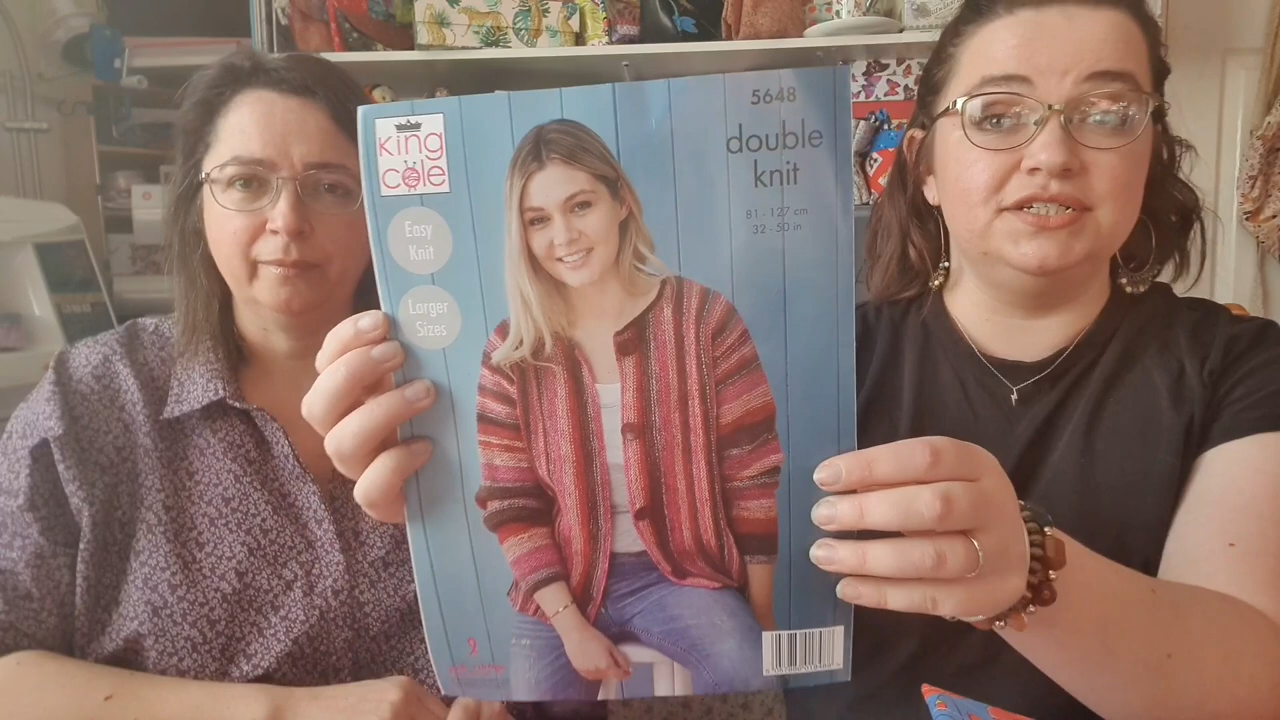 king
cole
Easy
Knit
Larger
Sizes
5648
double
knit
81 - 127 cm
32 - 50 in